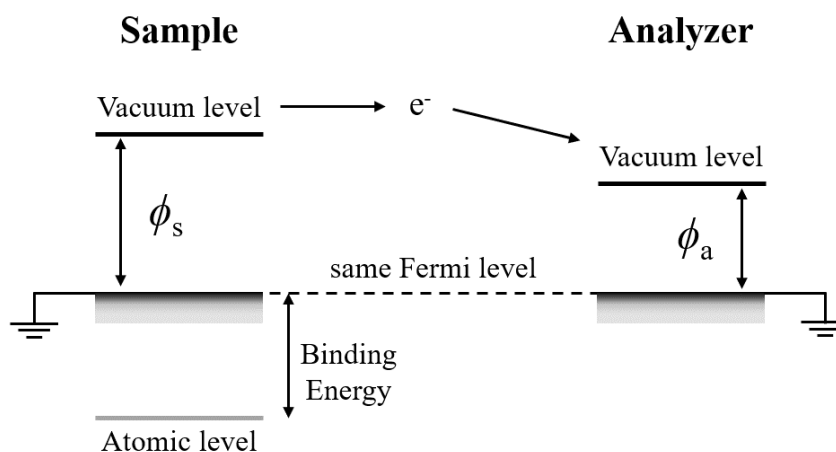 Sample
Analyzer
Vacuum level
e⁻
Vacuum level
ϕs
ϕa
same Fermi level
Binding
Energy
Atomic level